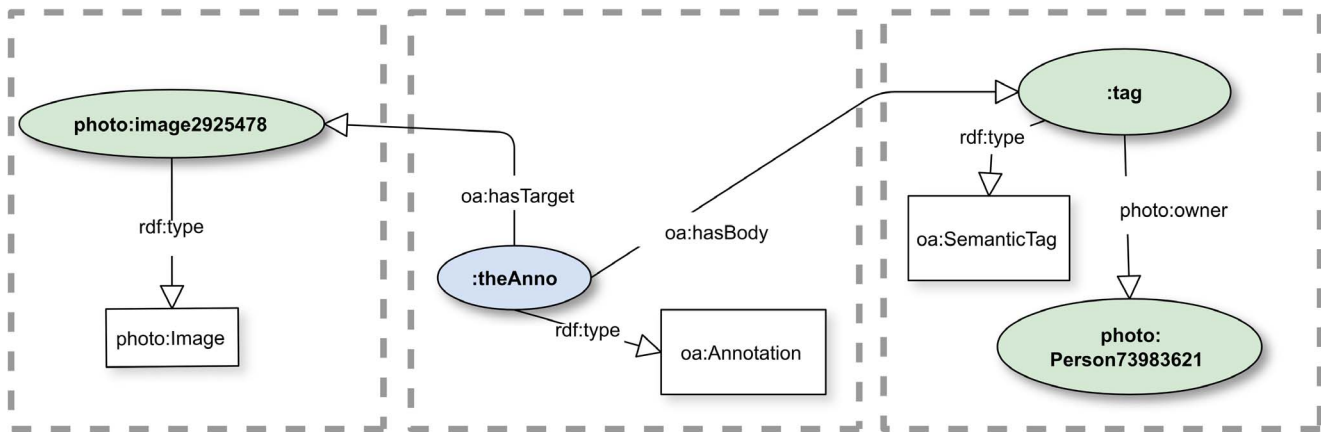 photo:image2925478
rdf:type
photo:Image
oa:hasTarget
:theAnno
rdf:type
oa:Annotation
oa:hasBody
:tag
rdf:type
oa:SemanticTag
photo:owner
photo:
Person73983621